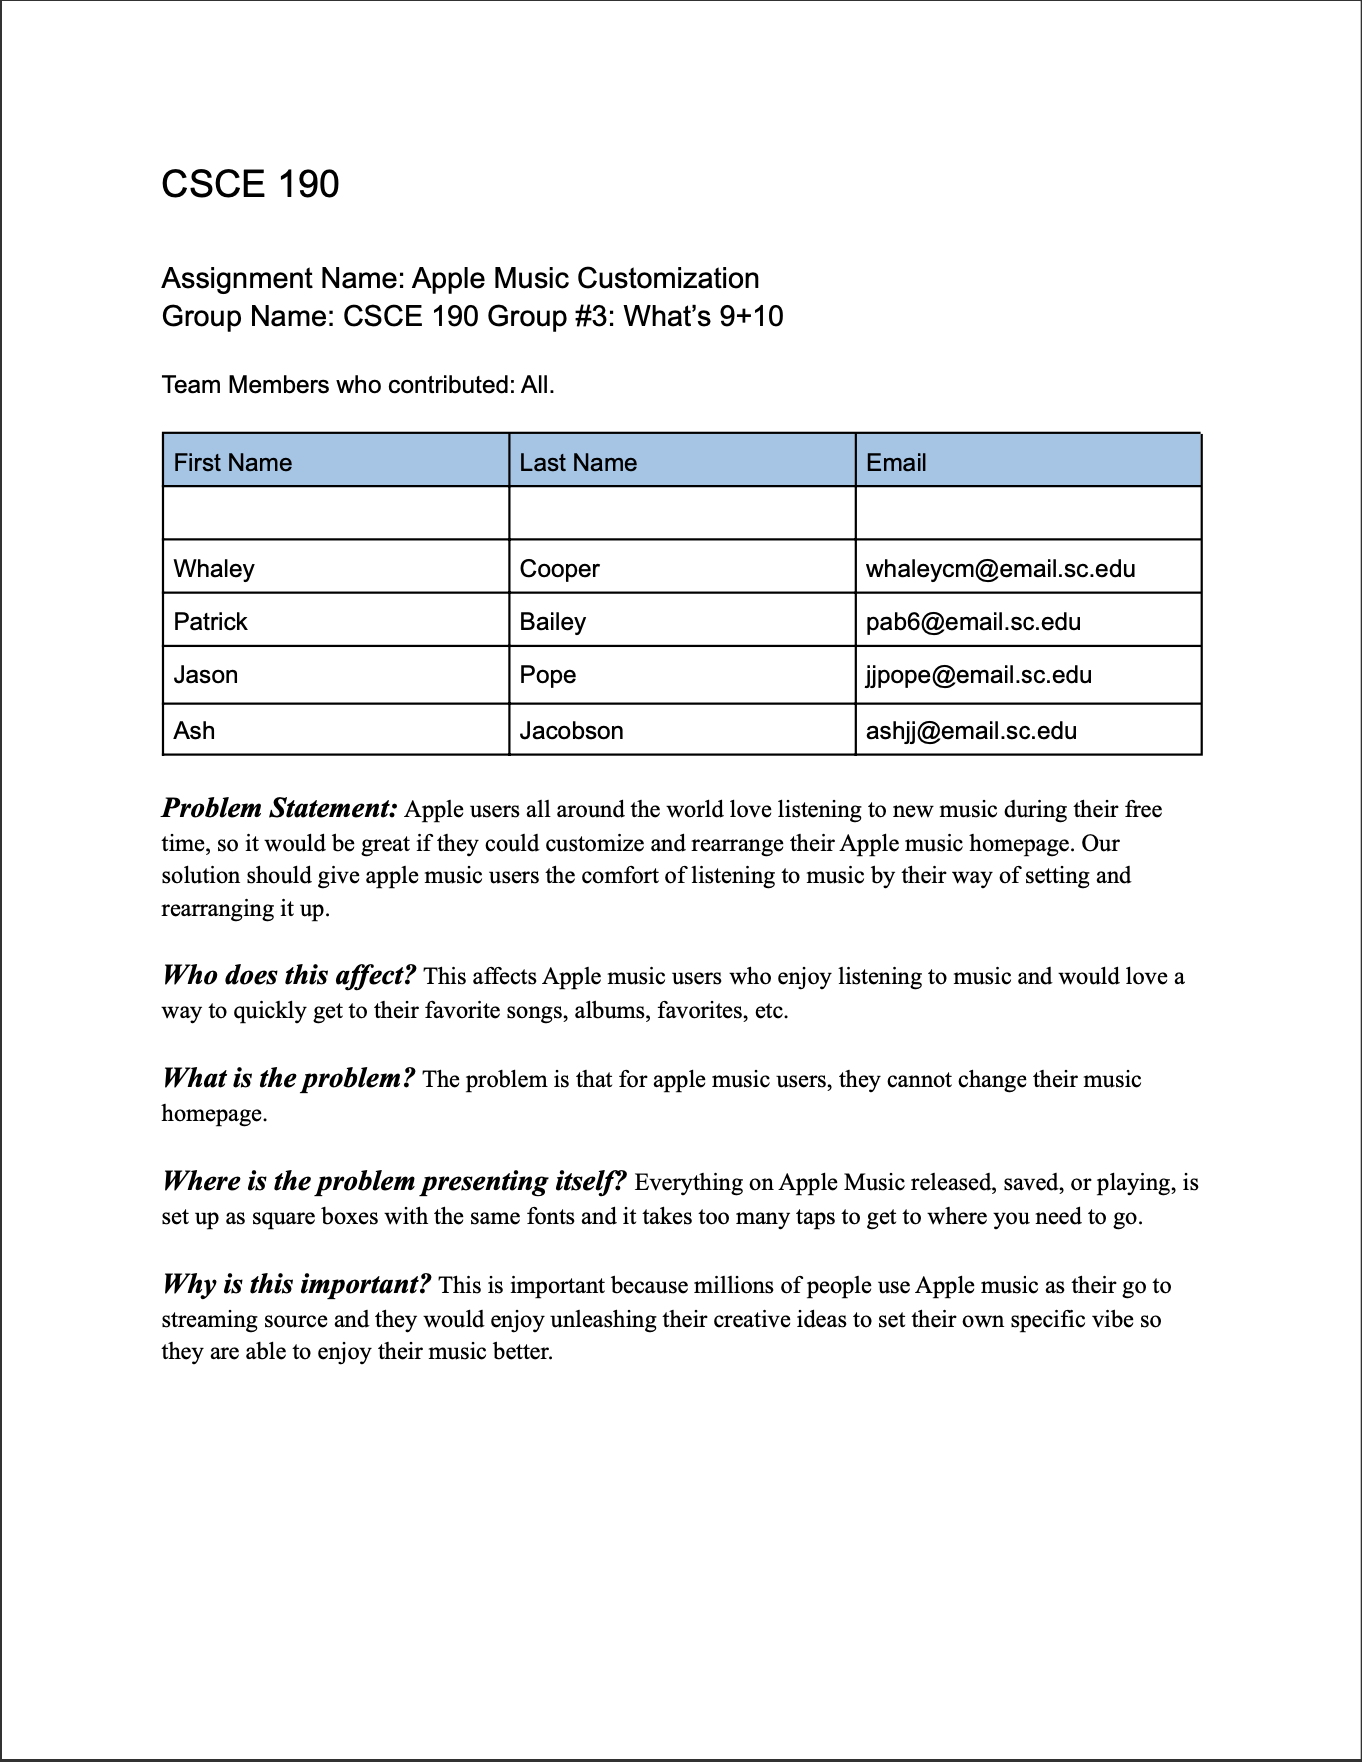 CSCE 190
Assignment Name: Apple Music Customization
Group Name: CSCE 190 Group #3: What’s 9+10
Team Members who contributed: All.
First Name Last Name Email
Whaley Cooper whaleycm@email.sc.edu
Patrick Bailey pab6@email.sc.edu
Jason Pope jjpope@email.sc.edu
Ash Jacobson ashjj@email.sc.edu
Problem Statement: Apple users all around the world love listening to new music during their free
time, so it would be great if they could customize and rearrange their Apple music homepage. Our
solution should give apple music users the comfort of listening to music by their way of setting and
rearranging it up.
Who does this affect? This affects Apple music users who enjoy listening to music and would love a
way to quickly get to their favorite songs, albums, favorites, etc.
What is the problem? The problem is that for apple music users, they cannot change their music
homepage.
Where is the problem presenting itself? Everything on Apple Music released, saved, or playing, is
set up as square boxes with the same fonts and it takes too many taps to get to where you need to go.
Why is this important? This is important because millions of people use Apple music as their go to
streaming source and they would enjoy unleashing their creative ideas to set their own specific vibe so
they are able to enjoy their music better.